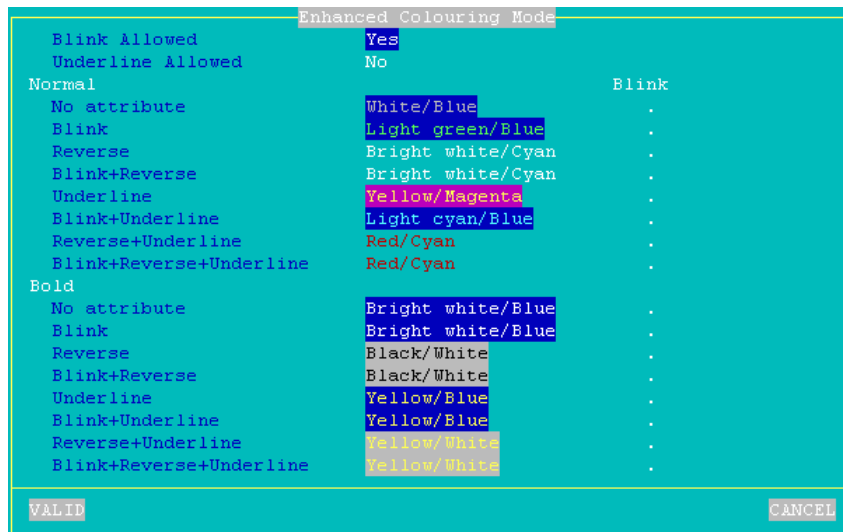 Enhanced Colouring Mode
Blink Allowed Yes
Underline Allowed No
Normal Blink
No attribute White/Blue .
Blink Light green/Blue .
Reverse Bright white/Cyan .
Blink+Reverse Bright white/Cyan .
Underline Yellow/Magenta .
Blink+Underline Light cyan/Blue .
Reverse+Underline Red/Cyan .
Blink+Reverse+Underline Red/Cyan .
Bold
No attribute Bright white/Blue .
Blink Bright white/Blue .
Reverse Black/White .
Blink+Reverse Black/White .
Underline Yellow/Blue .
Blink+Underline Yellow/Blue .
Reverse+Underline Yellow/White .
Blink+Reverse+Underline Yellow/White .
VALID CANCEL